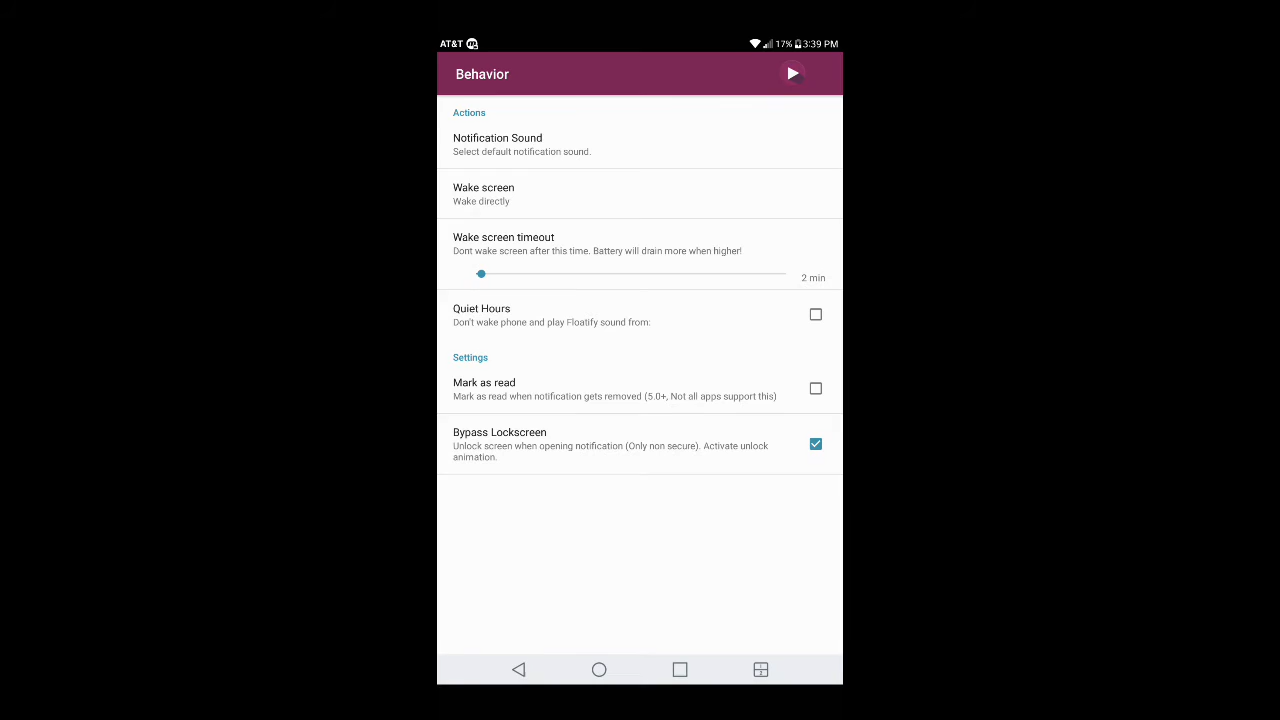 AT&T 17% 3:39 PM
Behavior
Actions
Notification Sound
Select default notification sound.
Wake screen
Wake directly
Wake screen timeout
Dont wake screen after this time. Battery will drain more when higher!
2 min
Quiet Hours
Don't wake phone and play Floatify sound from:
Settings
Mark as read
Mark as read when notification gets removed (5.0+, Not all apps support this)
Bypass Lockscreen
Unlock screen when opening notification (Only non secure). Activate unlock
animation.